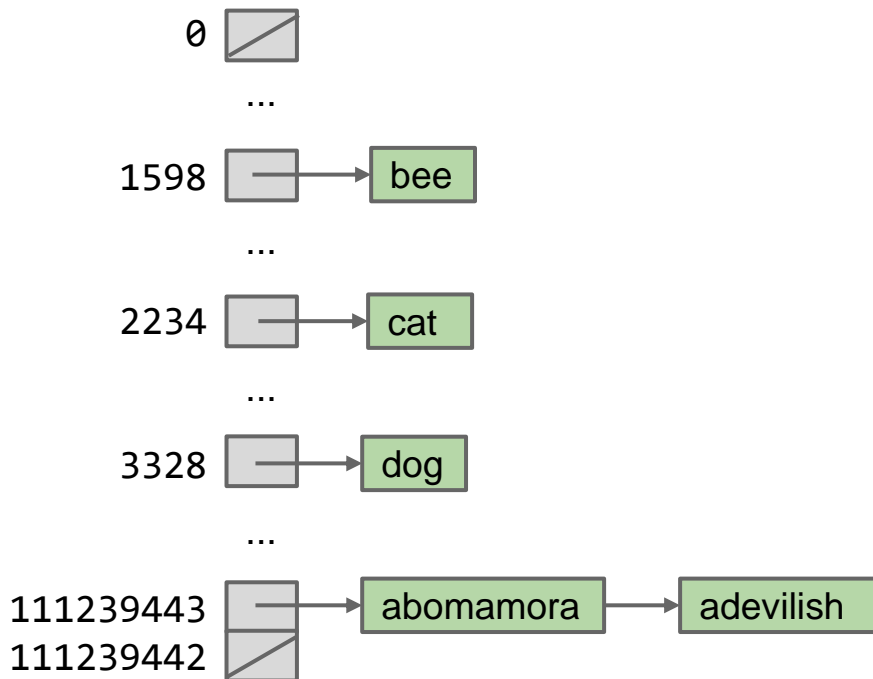 0
...
1598 bee
...
2234 cat
...
3328 dog
...
111239443 abomamora adevilish
111239442